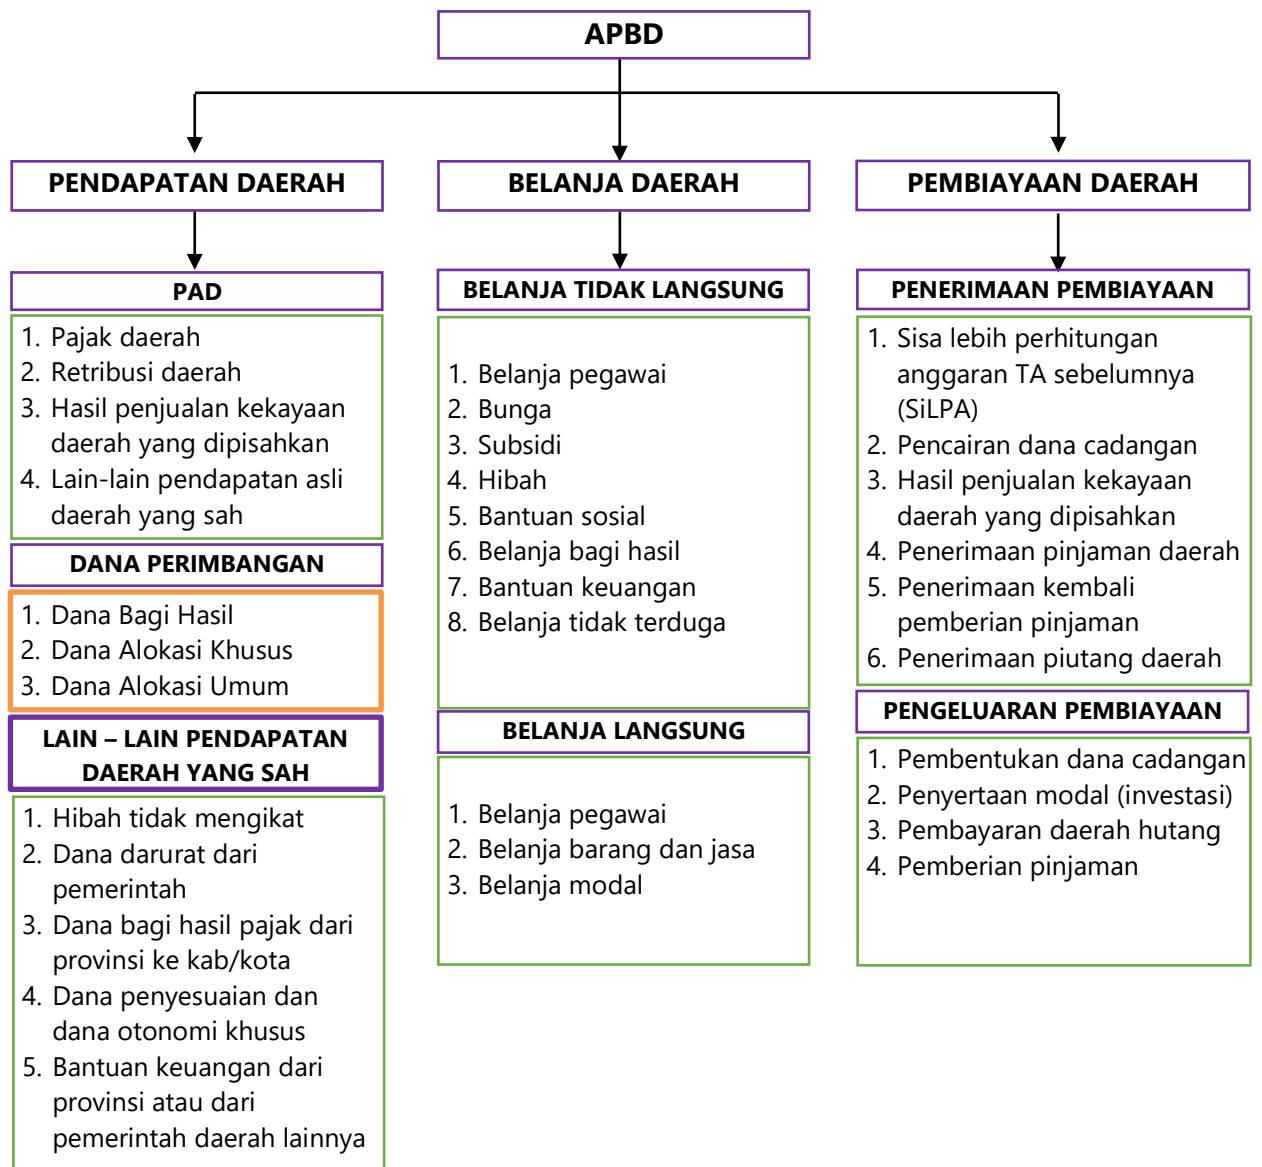 APBD
PENDAPATAN DAERAH
PAD
1. Pajak daerah
2. Retribusi daerah
3. Hasil penjualan kekayaan
daerah yang dipisahkan
4. Lain-lain pendapatan asli
daerah yang sah
DANA PERIMBANGAN
1. Dana Bagi Hasil
2. Dana Alokasi Khusus
3. Dana Alokasi Umum
LAIN – LAIN PENDAPATAN
DAERAH YANG SAH
1. Hibah tidak mengikat
2. Dana darurat dari
pemerintah
3. Dana bagi hasil pajak dari
provinsi ke kab/kota
4. Dana penyesuaian dan
dana otonomi khusus
5. Bantuan keuangan dari
provinsi atau dari
pemerintah daerah lainnya
BELANJA DAERAH
BELANJA TIDAK LANGSUNG
1. Belanja pegawai
2. Bunga
3. Subsidi
4. Hibah
5. Bantuan sosial
6. Belanja bagi hasil
7. Bantuan keuangan
8. Belanja tidak terduga
BELANJA LANGSUNG
1. Belanja pegawai
2. Belanja barang dan jasa
3. Belanja modal
PEMBIAYAAN DAERAH
PENERIMAAN PEMBIAYAAN
1. Sisa lebih perhitungan
anggaran TA sebelumnya
(SiLPA)
2. Pencairan dana cadangan
3. Hasil penjualan kekayaan
daerah yang dipisahkan
4. Penerimaan pinjaman daerah
5. Penerimaan kembali
pemberian pinjaman
6. Penerimaan piutang daerah
PENGELUARAN PEMBIAYAAN
1. Pembentukan dana cadangan
2. Penyertaan modal (investasi)
3. Pembayaran daerah hutang
4. Pemberian pinjaman